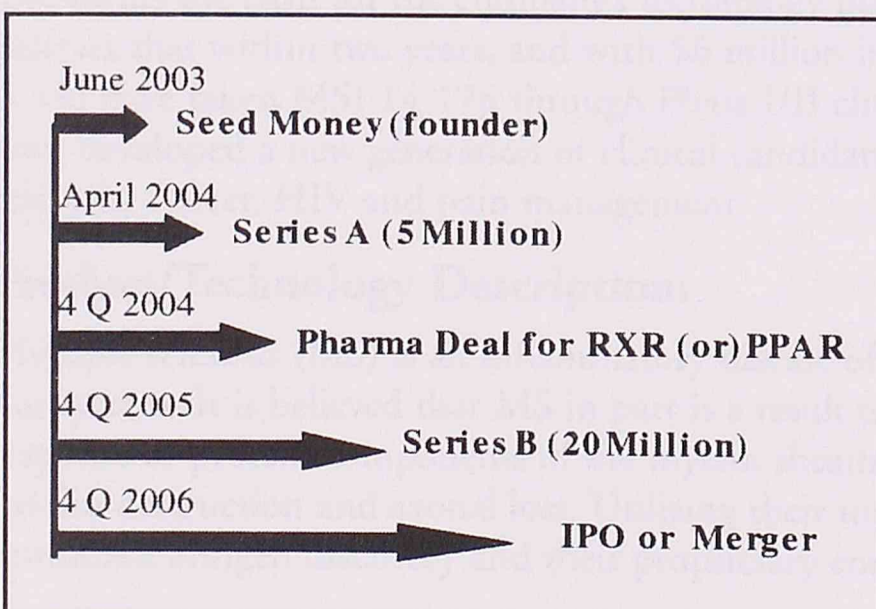 June 2003
Seed Money (founder)
April 2004
Series A (5 Million)
4 Q 2004
Pharma Deal for RXR (or) PPAR
4 Q 2005
Series B (20 Million)
4 Q 2006
IPO or Merger